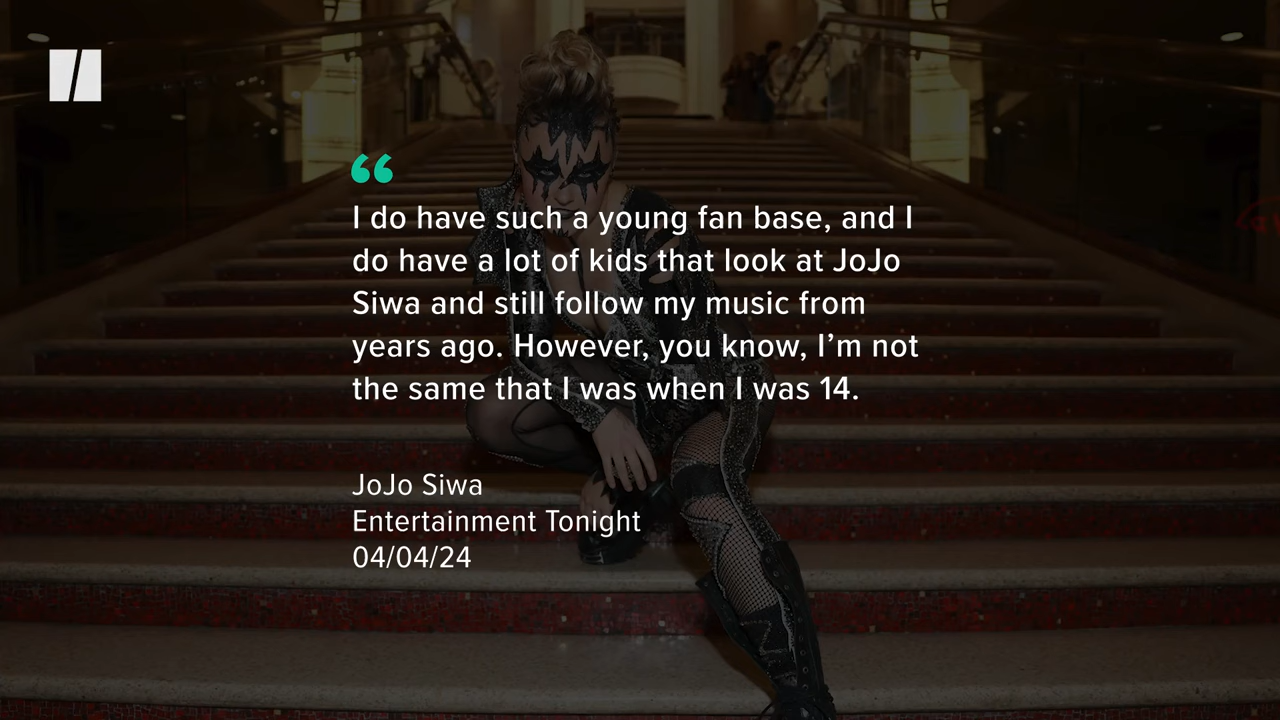 “
I do have such a young fan base, and I
do have a lot of kids that look at JoJo
Siwa and still follow my music from
years ago. However, you know, I’m not
the same that I was when I was 14.
JoJo Siwa
Entertainment Tonight
04/04/24